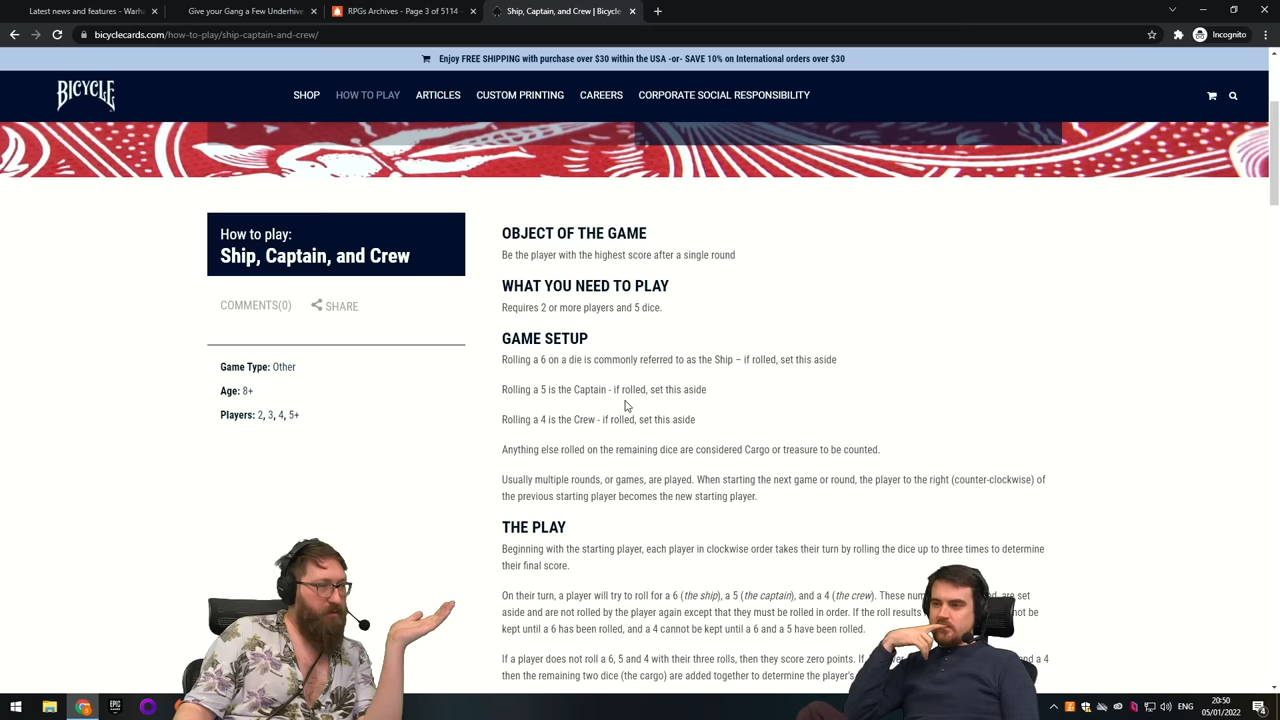 Latest news and features - Warh
Give your news to Underhive
RPGs Archives - Page 3 of 5114 -
Ship, Captain, and Crew | Bicycle
bicyclecards.com/how-to-play/ship-captain-and-crew/
Incognito
Enjoy FREE SHIPPING with purchase over $30 within the USA -or- SAVE 10% on International orders over $30
BICYCLE
SHOP HOW TO PLAY ARTICLES CUSTOM PRINTING CAREERS CORPORATE SOCIAL RESPONSIBILITY
How to play:
Ship, Captain, and Crew
COMMENTS(0) SHARE
Game Type: Other
Age: 8+
Players: 2, 3, 4, 5+
OBJECT OF THE GAME
Be the player with the highest score after a single round
WHAT YOU NEED TO PLAY
Requires 2 or more players and 5 dice.
GAME SETUP
Rolling a 6 on a die is commonly referred to as the Ship – if rolled, set this aside
Rolling a 5 is the Captain - if rolled, set this aside
Rolling a 4 is the Crew - if rolled, set this aside
Anything else rolled on the remaining dice are considered Cargo or treasure to be counted.
Usually multiple rounds, or games, are played. When starting the next game or round, the player to the right (counter-clockwise) of
the previous starting player becomes the new starting player.
THE PLAY
Beginning with the starting player, each player in clockwise order takes their turn by rolling the dice up to three times to determine
their final score.
On their turn, a player will try to roll for a 6 (the ship), a 5 (the captain), and a 4 (the crew). These are set
aside and are not rolled by the player again except that they must be rolled in order. If the roll results be
kept until a 6 has been rolled, and a 4 cannot be kept until a 6 and a 5 have been rolled.
If a player does not roll a 6, 5 and 4 with their three rolls, then they score zero points. If and a 4
then the remaining two dice (the cargo) are added together to determine the player's
EPIC
ENG
20:50
05/01/2022